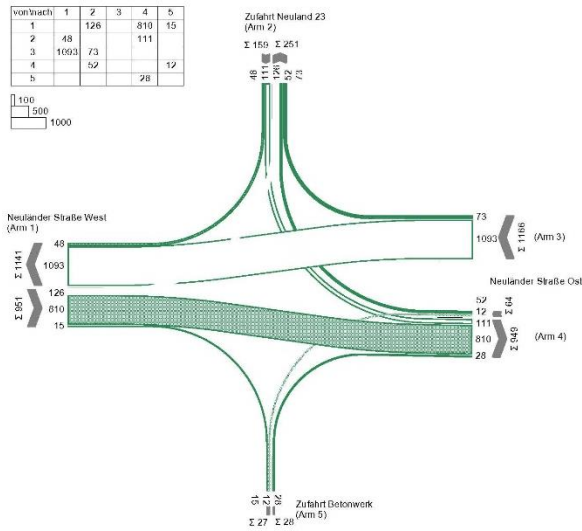 von\nach 1 2 3 4 5
1 126 810 15
2 48 111
3 1093 73
4 52 12
5 28
100
500
1000
Zufahrt Neuland 23
(Arm 2)
Σ 159 Σ 251
48 111 126 52 73
Neuländer Straße West
(Arm 1)
48
1093
Σ 1141
126
810
15
Σ 951
73
1093
Σ 1166
(Arm 3)
Neuländer Straße Ost
52
12
Σ 64
111
810
28
Σ 949
(Arm 4)
15 12 28
Σ 27 Σ 28
Zufahrt Betonwerk
(Arm 5)